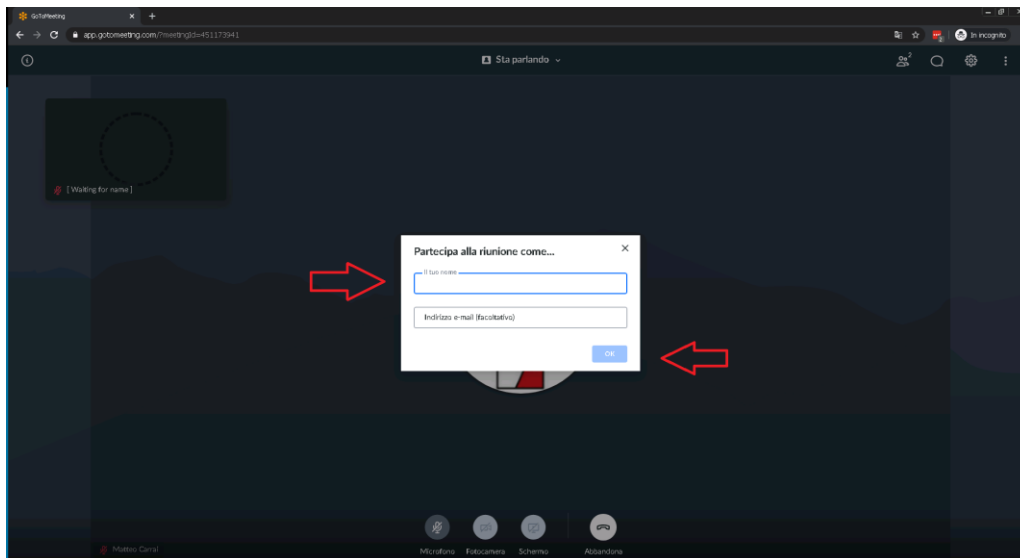 GoToMeeting
app.gotomeeting.com/?meetingId=451173941
In incognito
Sta parlando
2
[ Waiting for name ]
Partecipa alla riunione come...
Il tuo nome
Indirizzo e-mail (facoltativo)
OK
Microfono Fotocamera Schermo Abbandona
Matteo Carrai